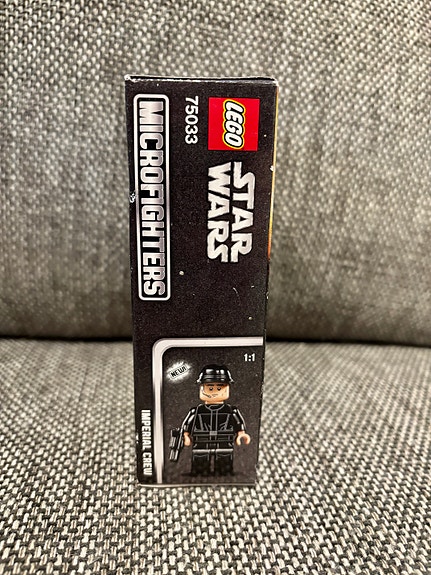 LEGO
STAR
WARS
75033
MICROFIGHTERS
1:1
NEW!
IMPERIAL CREW